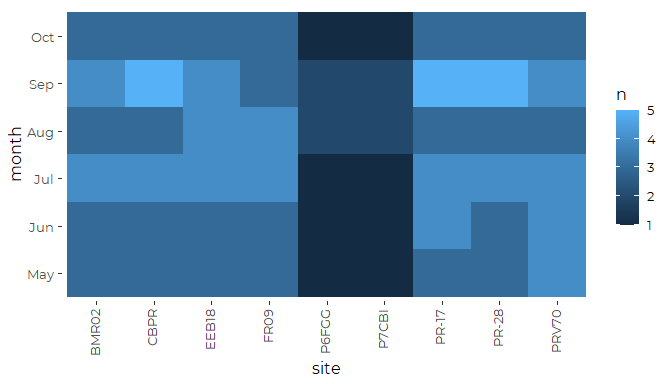 Oct
Sep
Aug
Jul
Jun
May
month
BMR02
CBPR
EEB18
FR09
P6FGG
P7CBI
PR-17
PR-28
PRV70
site
n
5
4
3
2
1